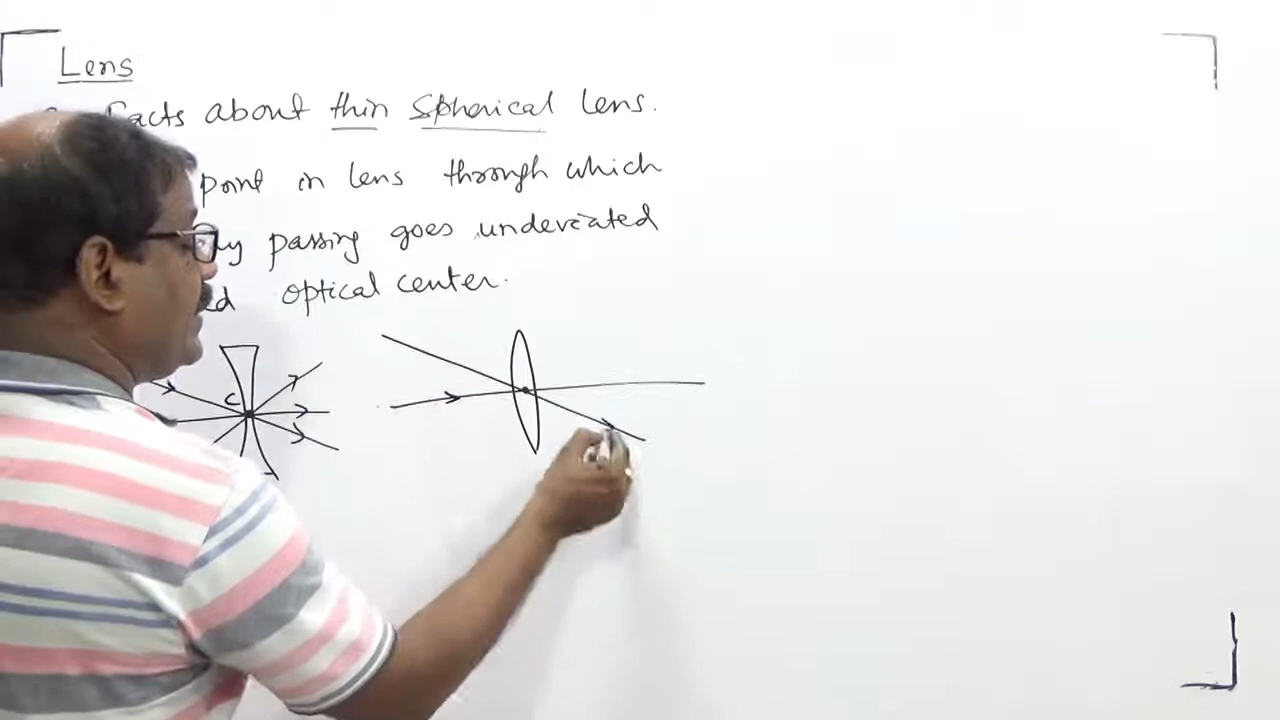 Lens
Facts about thin spherical lens.
point in lens through which
passing goes undeviated
optical center.
C